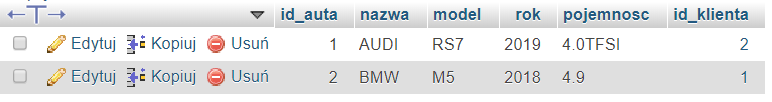 ←T→ id_auta nazwa model rok pojemnosc id_klienta
Edytuj Kopiuj Usuń 1 AUDI RS7 2019 4.0TFSI 2
Edytuj Kopiuj Usuń 2 BMW M5 2018 4.9 1